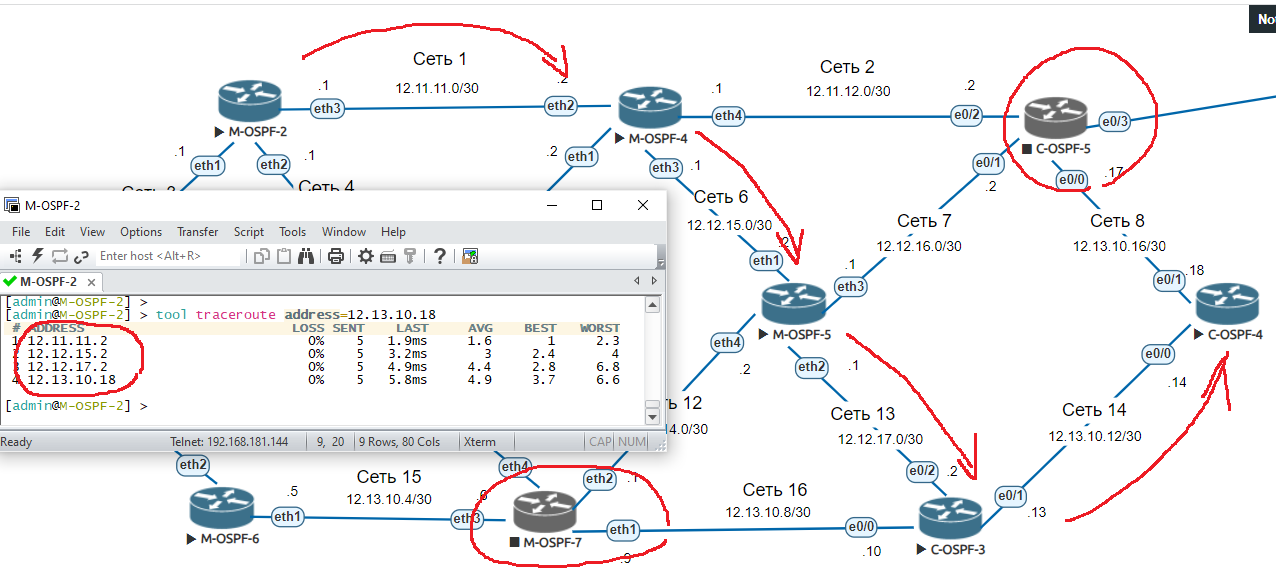 No
Сеть 1
12.11.11.0/30
.1
eth3
.2
eth2
M-OSPF-2
.1
eth1
.1
eth2
Сеть 4
Сеть 2
12.11.12.0/30
.1
eth4
.2
e0/2
M-OSPF-4
.2
eth1
eth3
.1
C-OSPF-5
e0/3
e0/1
.2
e0/0
.17
Сеть 6
12.12.15.0/30
eth1
Сеть 7
12.12.16.0/30
.1
eth3
Сеть 8
12.13.10.16/30
e0/1
.18
M-OSPF-5
C-OSPF-4
eth4
.2
eth2
.1
e0/0
.14
M-OSPF-2
File Edit View Options Transfer Script Tools Window Help
Enter host <Alt+R>
M-OSPF-2
[admin@M-OSPF-2] >
[admin@M-OSPF-2] > tool traceroute address=12.13.10.18
# ADDRESS LOSS SENT LAST AVG BEST WORST
1 12.11.11.2 0% 5 1.9ms 1.6 1 2.3
2 12.12.15.2 0% 5 3.2ms 3 2.4 4
3 12.12.17.2 0% 5 4.9ms 4.4 2.8 6.8
4 12.13.10.18 0% 5 5.8ms 4.9 3.7 6.6
[admin@M-OSPF-2] >
Ready Telnet: 192.168.181.144 9, 20 9 Rows, 80 Cols Xterm CAP NUM
12
14.0/30
Сеть 13
12.12.17.0/30
e0/2
.2
Сеть 14
12.13.10.12/30
e0/1
.13
eth2
Сеть 15
12.13.10.4/30
.5
eth1
M-OSPF-6
eth4
eth2
.1
eth3
eth1
M-OSPF-7
Сеть 16
12.13.10.8/30
e0/0
.10
C-OSPF-3